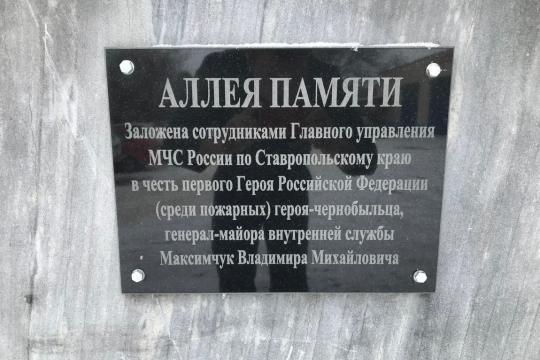 АЛЛЕЯ ПАМЯТИ
Заложена сотрудниками Главного управления
МЧС России по Ставропольскому краю
в честь первого Героя Российской Федерации
(среди пожарных) героя-чернобыльца,
генерал-майора внутренней службы
Максимчук Владимира Михайловича